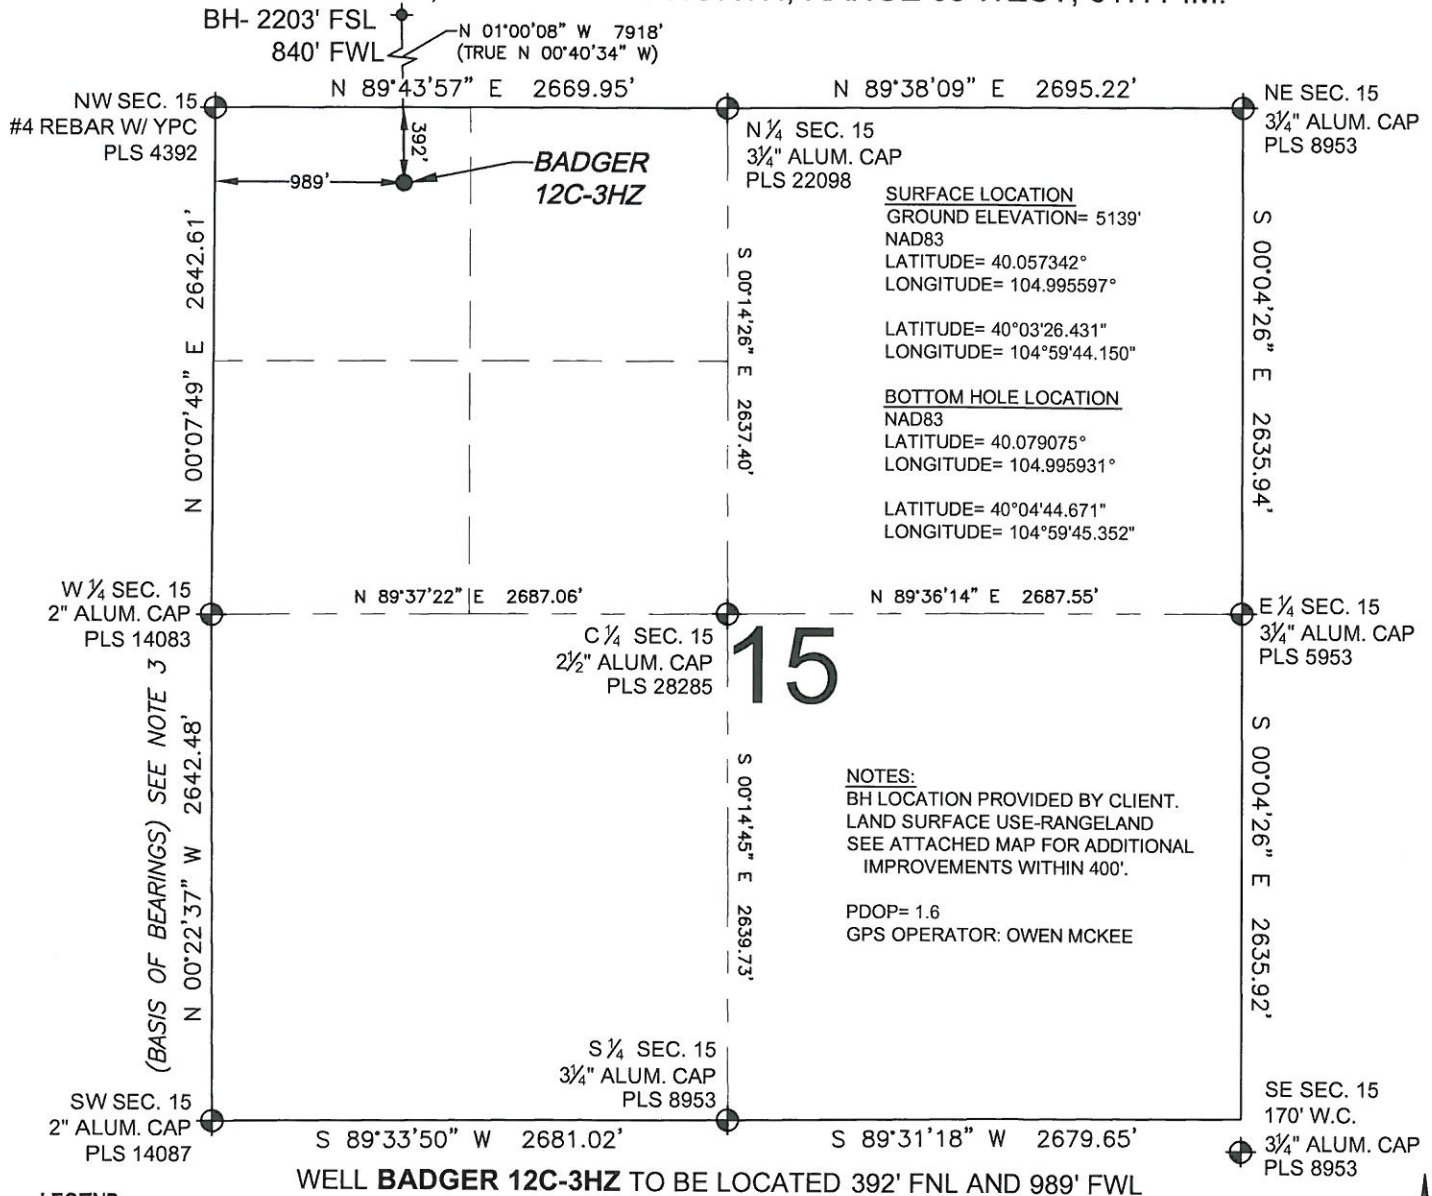 BH- 2203' FSL
840' FWL
N 01°00'08" W 7918'
(TRUE N 00°40'34" W)
N 89°43'57" E 2669.95'
N 89°38'09" E 2695.22'
NW SEC. 15
#4 REBAR W/ YPC
PLS 4392
N ¼ SEC. 15
3¼" ALUM. CAP
PLS 22098
NE SEC. 15
3¼" ALUM. CAP
PLS 8953
392'
989'
BADGER
12C-3HZ
SURFACE LOCATION
GROUND ELEVATION= 5139'
NAD83
LATITUDE= 40.057342°
LONGITUDE= 104.995597°
LATITUDE= 40°03'26.431"
LONGITUDE= 104°59'44.150"
BOTTOM HOLE LOCATION
NAD83
LATITUDE= 40.079075°
LONGITUDE= 104.995931°
LATITUDE= 40°04'44.671"
LONGITUDE= 104°59'45.352"
N 00°07'49" E 2642.61'
S 00°14'26" E 2637.40'
S 00°04'26" E 2635.94'
W ¼ SEC. 15
2" ALUM. CAP
PLS 14083
N 89°37'22" E 2687.06'
N 89°36'14" E 2687.55'
E ¼ SEC. 15
3¼" ALUM. CAP
PLS 5953
C ¼ SEC. 15
2½" ALUM. CAP
PLS 28285
15
(BASIS OF BEARINGS) SEE NOTE 3
N 00°22'37" W 2642.48'
S 00°14'45" E 2639.73'
S 00°04'26" E 2635.92'
NOTES:
BH LOCATION PROVIDED BY CLIENT.
LAND SURFACE USE-RANGELAND
SEE ATTACHED MAP FOR ADDITIONAL
IMPROVEMENTS WITHIN 400'.
PDOP= 1.6
GPS OPERATOR: OWEN MCKEE
SW SEC. 15
2" ALUM. CAP
PLS 14087
S ¼ SEC. 15
3¼" ALUM. CAP
PLS 8953
SE SEC. 15
170' W.C.
3¼" ALUM. CAP
PLS 8953
S 89°33'50" W 2681.02'
S 89°31'18" W 2679.65'
WELL BADGER 12C-3HZ TO BE LOCATED 392' FNL AND 989' FWL